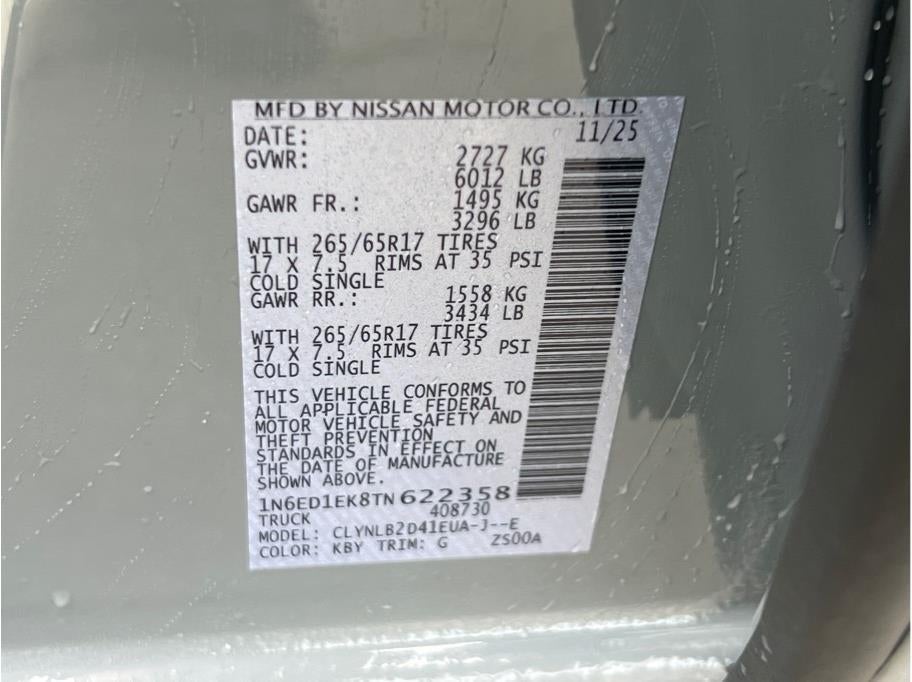 MFD BY NISSAN MOTOR CO., LTD.
DATE: 11/25
GVWR: 2727 KG
6012 LB
GAWR FR.: 1495 KG
3296 LB
WITH 265/65R17 TIRES
17 X 7.5 RIMS AT 35 PSI
COLD SINGLE
GAWR RR.: 1558 KG
3434 LB
WITH 265/65R17 TIRES
17 X 7.5 RIMS AT 35 PSI
COLD SINGLE
THIS VEHICLE CONFORMS TO
ALL APPLICABLE FEDERAL
MOTOR VEHICLE SAFETY AND
THEFT PREVENTION
STANDARDS IN EFFECT ON
THE DATE OF MANUFACTURE
SHOWN ABOVE.
1N6ED1EK8TN622358
TRUCK 408730
MODEL: CLYNLB2D41EUA-J--E
COLOR: KBY TRIM: G ZS00A